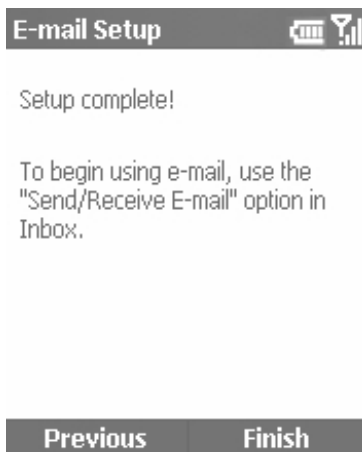 E-mail Setup
Setup complete!
To begin using e-mail, use the
"Send/Receive E-mail" option in
Inbox.
Previous Finish